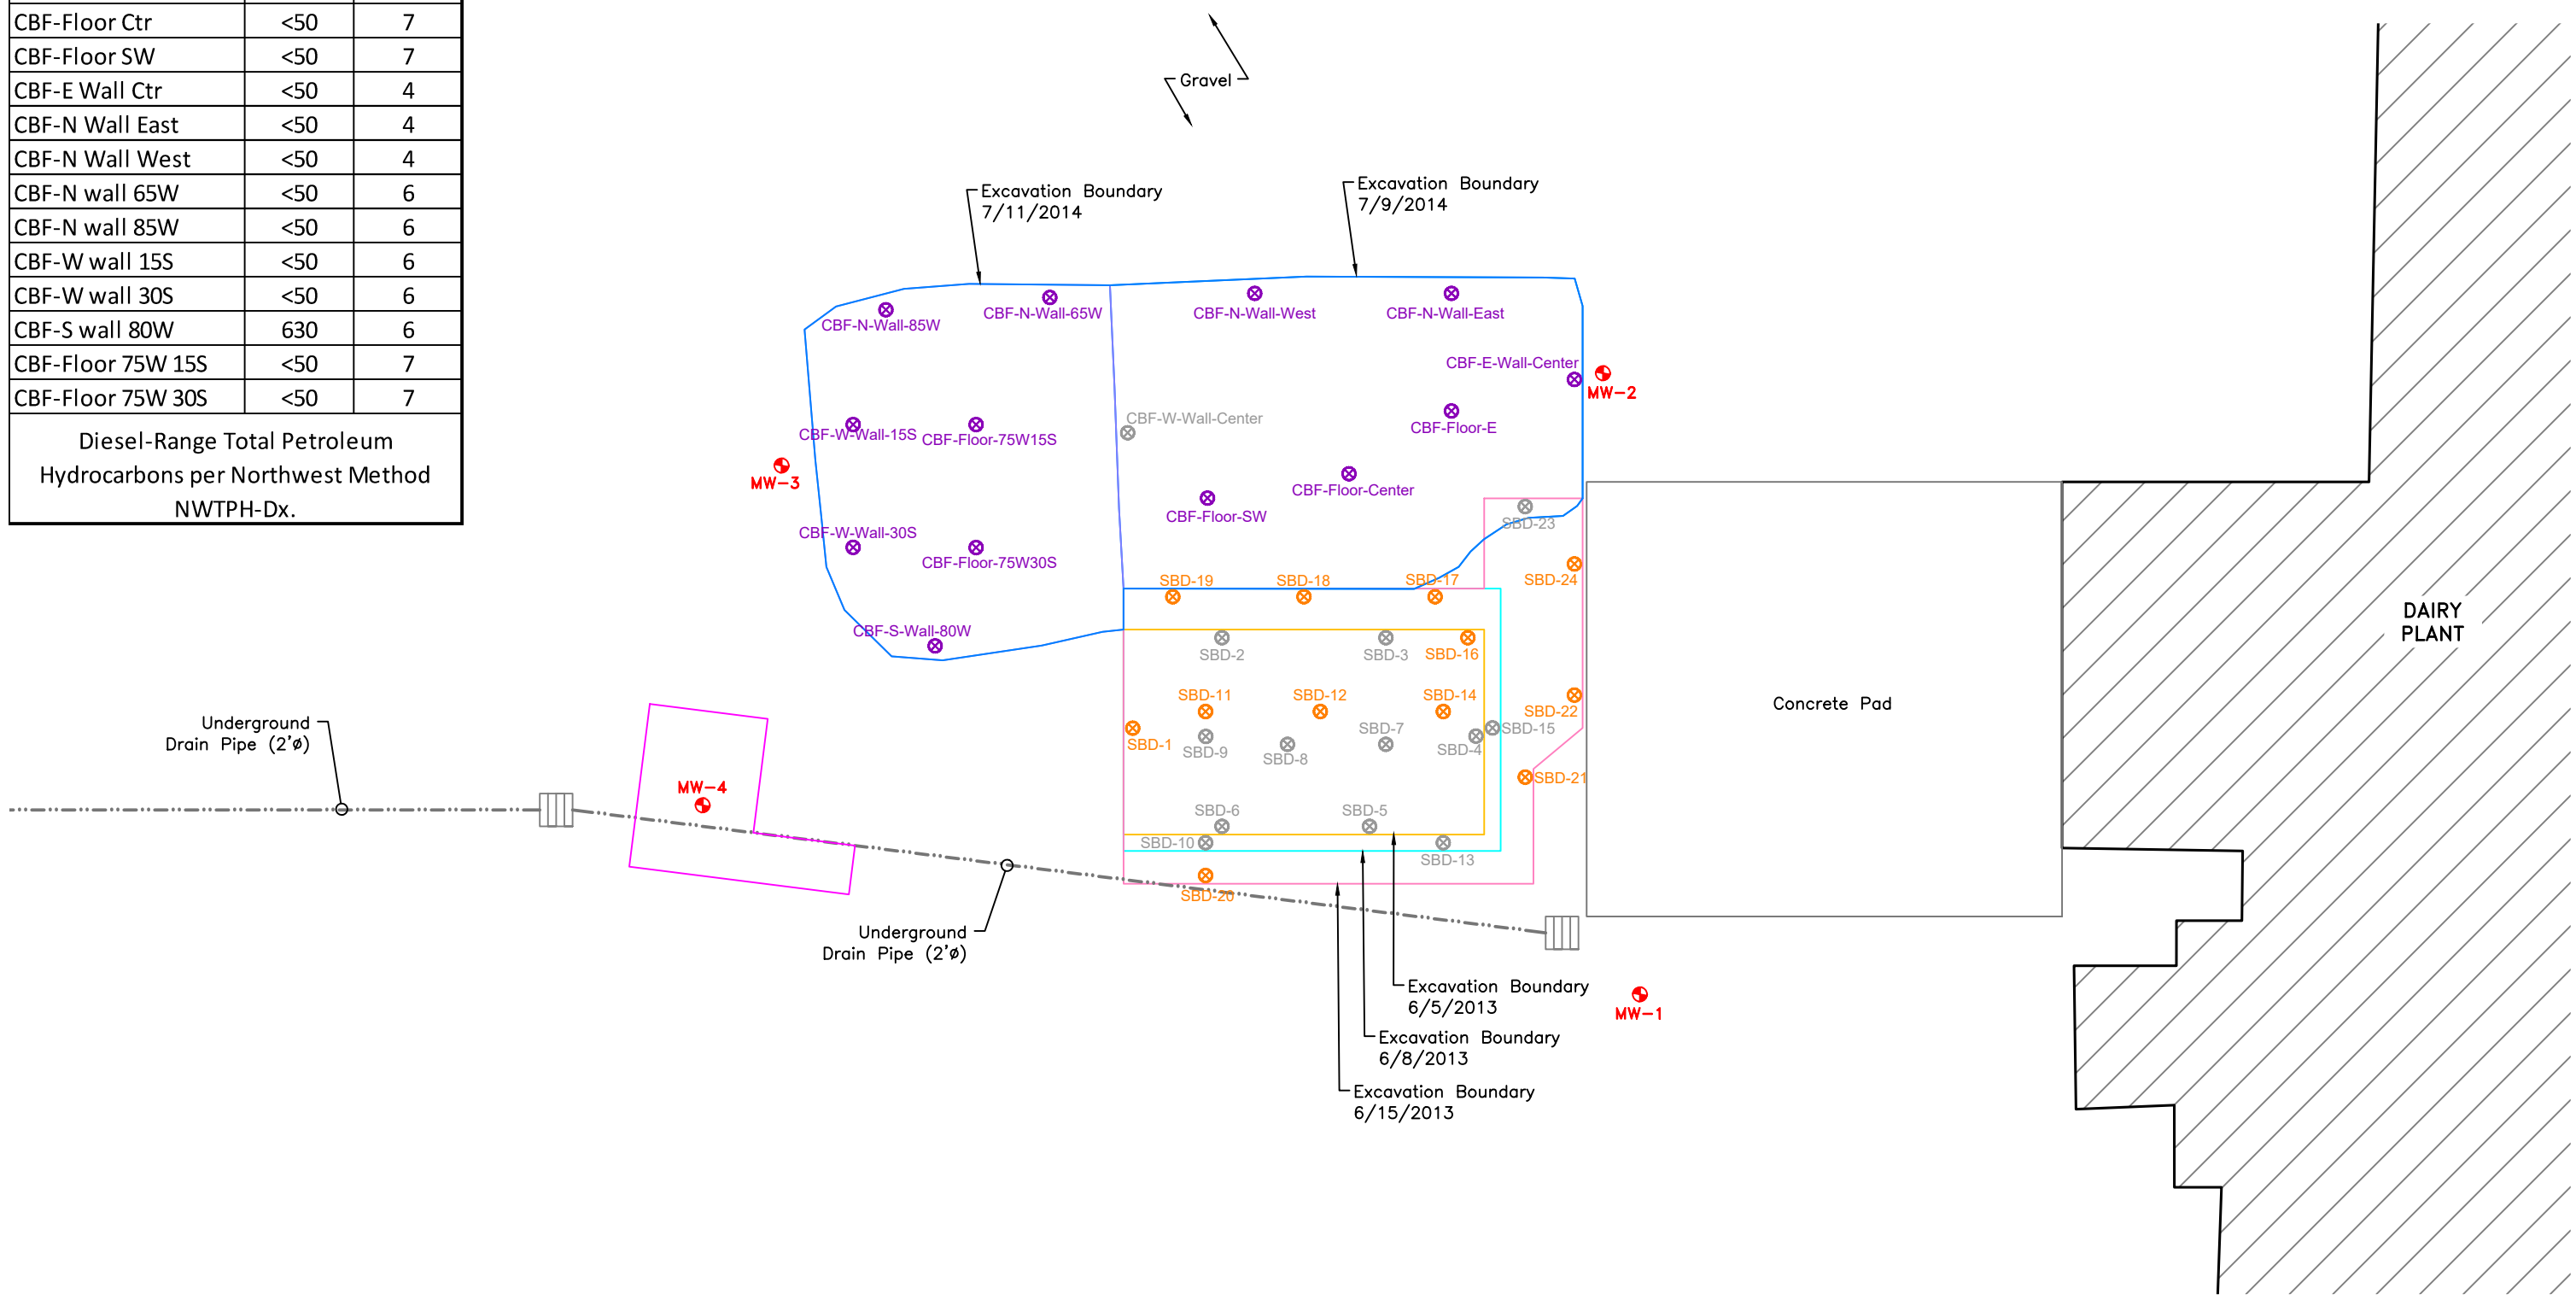 CBF-Floor Ctr <50 7
CBF-Floor SW <50 7
CBF-E Wall Ctr <50 4
CBF-N Wall East <50 4
CBF-N Wall West <50 4
CBF-N wall 65W <50 6
CBF-N wall 85W <50 6
CBF-W wall 15S <50 6
CBF-W wall 30S <50 6
CBF-S wall 80W 630 6
CBF-Floor 75W 15S <50 7
CBF-Floor 75W 30S <50 7
Diesel-Range Total Petroleum
Hydrocarbons per Northwest Method
NWTPH-Dx.
Gravel
Excavation Boundary
7/11/2014
Excavation Boundary
7/9/2014
CBF-N-Wall-85W
CBF-N-Wall-65W
CBF-N-Wall-West
CBF-N-Wall-East
CBF-E-Wall-Center
MW-2
CBF-W-Wall-Center
CBF-Floor-E
CBF-W-Wall-15S
CBF-Floor-75W15S
MW-3
CBF-Floor-Center
CBF-Floor-SW
SBD-23
CBF-W-Wall-30S
CBF-Floor-75W30S
SBD-19
SBD-18
SBD-17
SBD-24
CBF-S-Wall-80W
SBD-2
SBD-3
SBD-16
DAIRY
PLANT
SBD-11
SBD-12
SBD-14
SBD-22
Concrete Pad
Underground
Drain Pipe (2'ø)
SBD-1
SBD-9
SBD-8
SBD-7
SBD-4
SBD-15
SBD-21
MW-4
SBD-6
SBD-5
SBD-10
SBD-13
SBD-20
Underground
Drain Pipe (2'ø)
Excavation Boundary
6/5/2013
MW-1
Excavation Boundary
6/8/2013
Excavation Boundary
6/15/2013